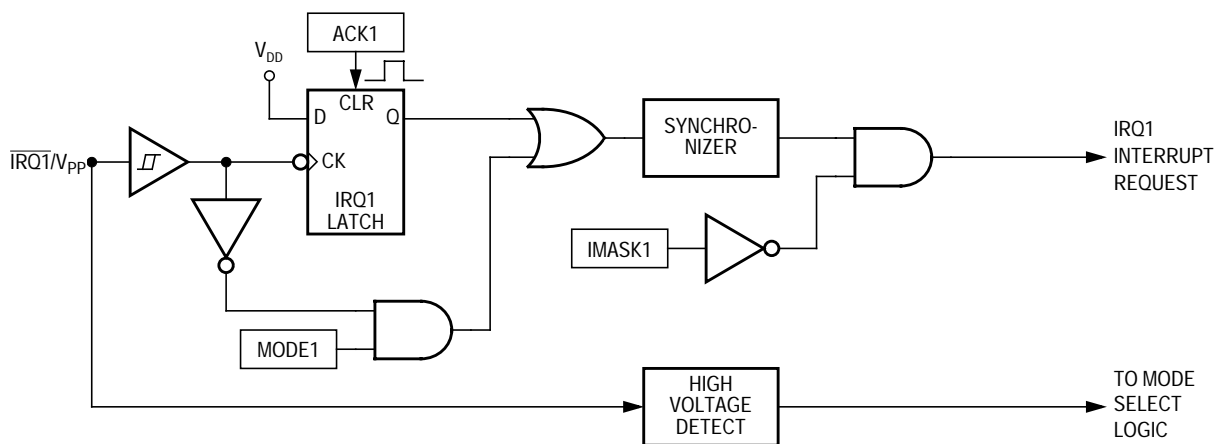 ACK1
VDD
CLR
D
Q
SYNCHRO-
NIZER
IRQ1
INTERRUPT
REQUEST
IRQ1/VPP
CK
IRQ1
LATCH
IMASK1
MODE1
HIGH
VOLTAGE
DETECT
TO MODE
SELECT
LOGIC